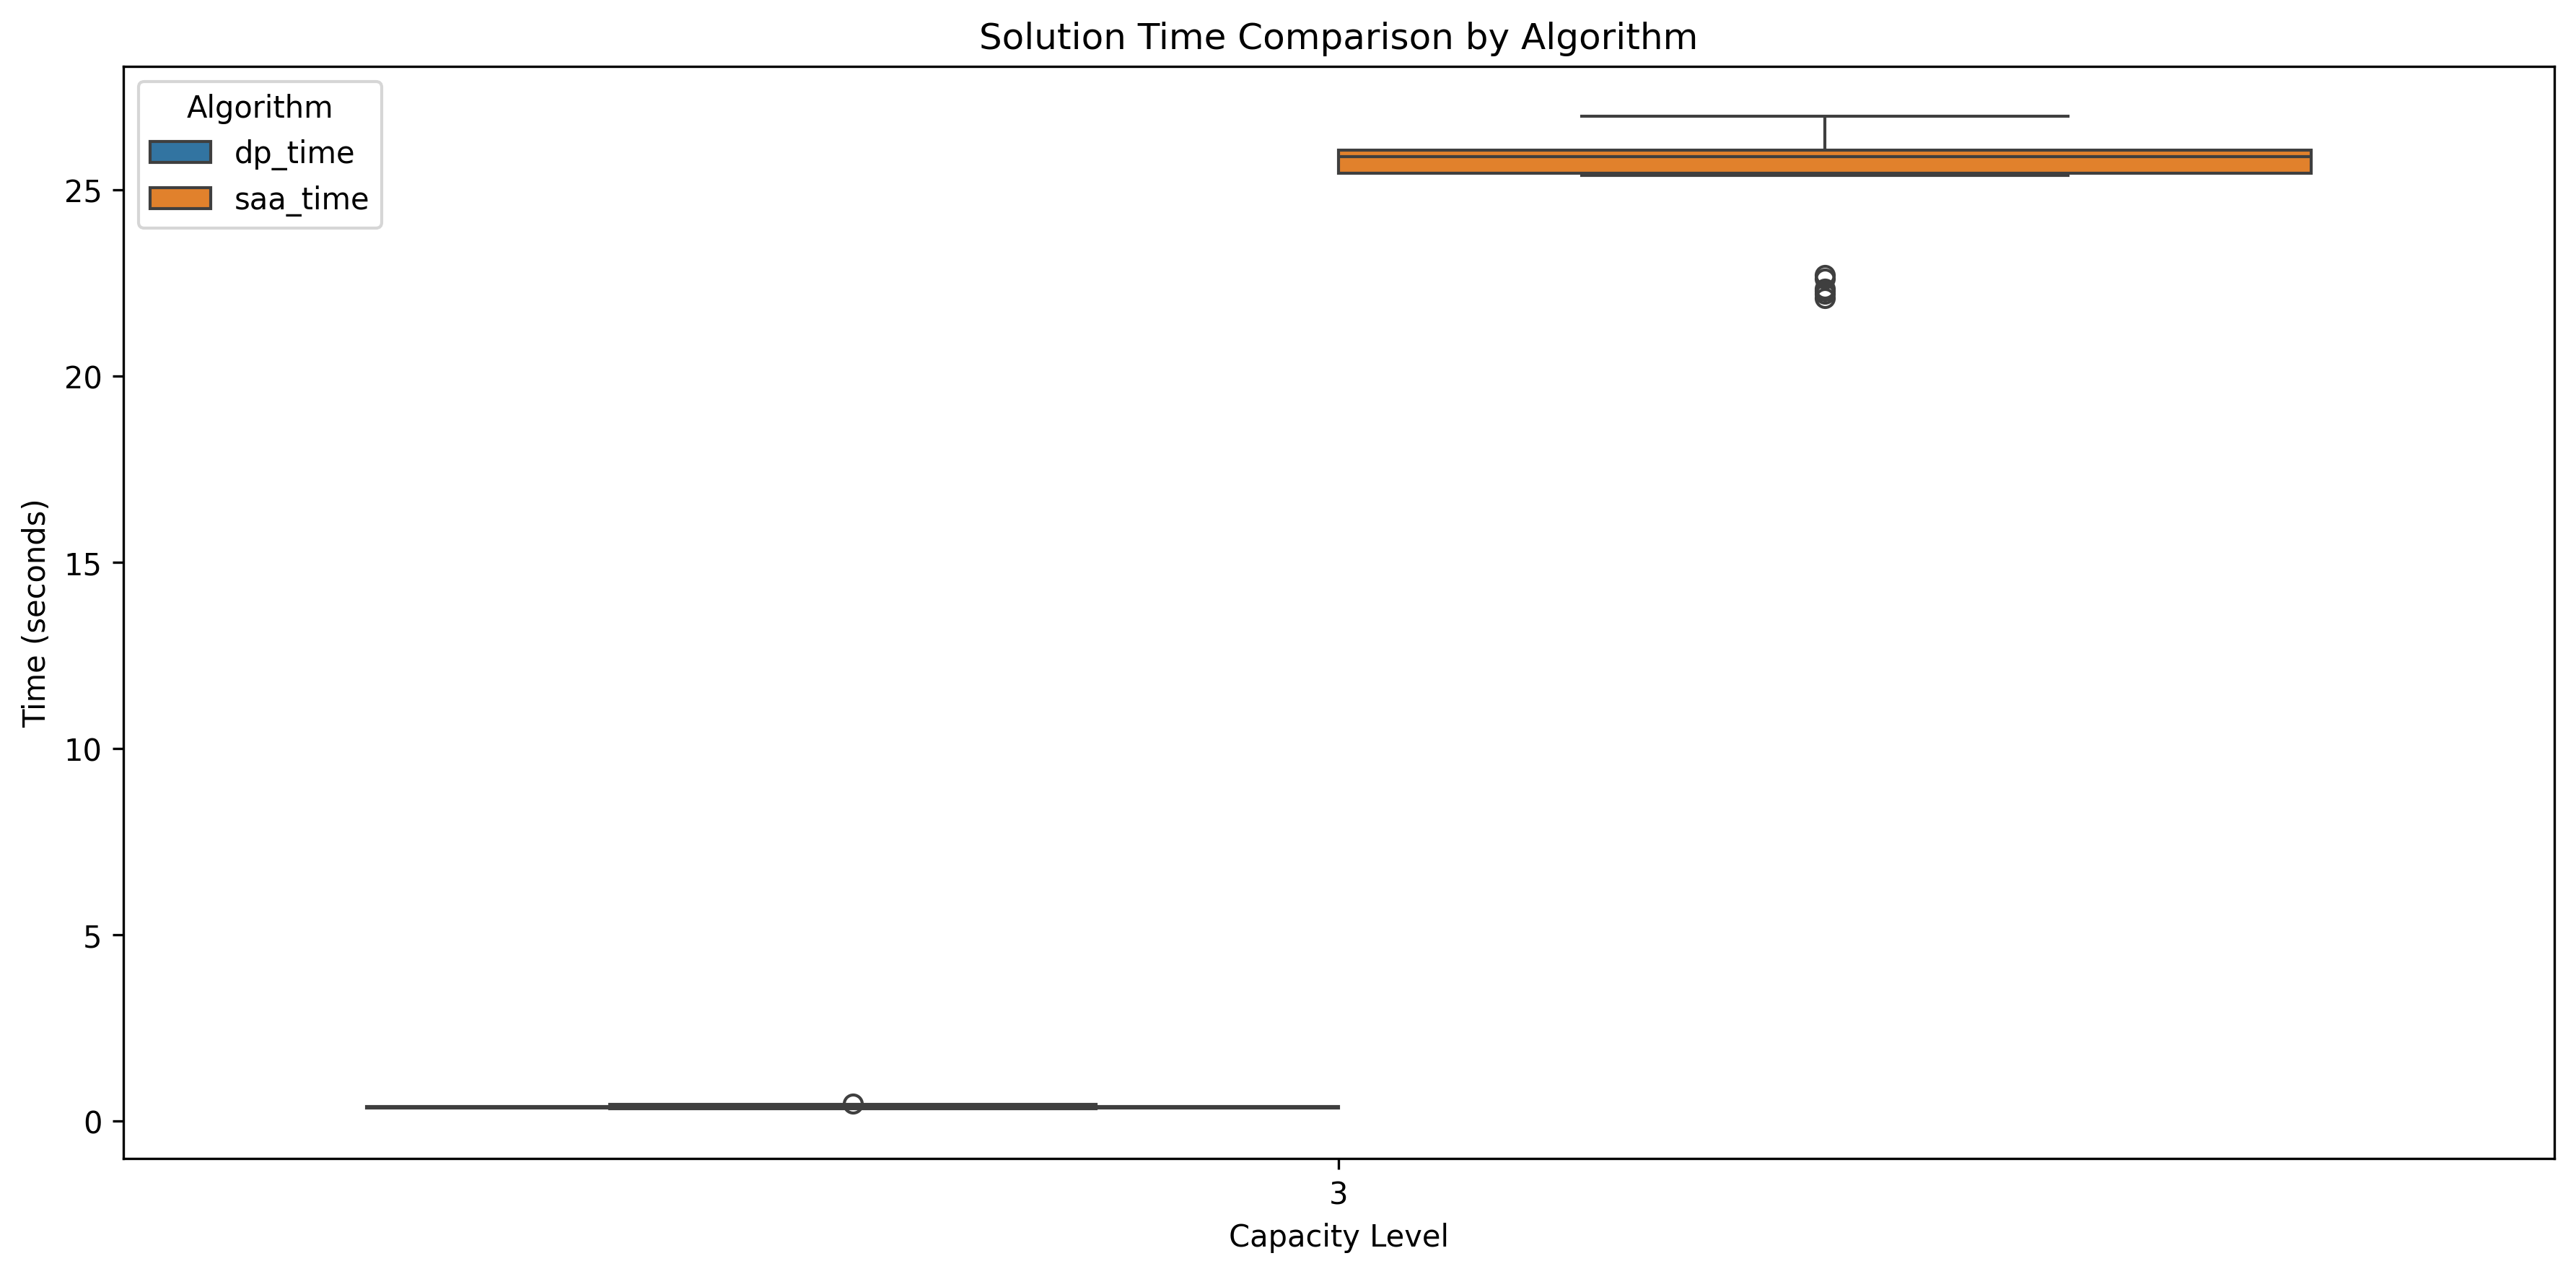 Solution Time Comparison by Algorithm
Algorithm
dp_time
saa_time
Time (seconds)
25
20
15
10
5
0
3
Capacity Level